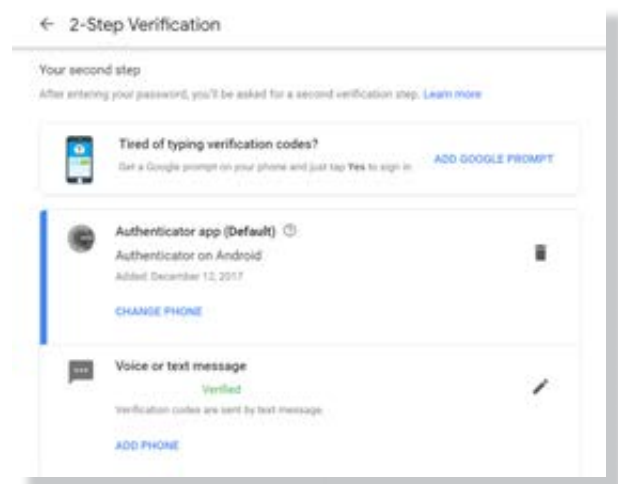 2-Step Verification
Your second step
After entering your password, you'll be asked for a second verification step. Learn more
Tired of typing verification codes?
Get a Google prompt on your phone and just tap Yes to sign in
ADD GOOGLE PROMPT
Authenticator app (Default)
Authenticator on Android
Added: December 12, 2017
CHANGE PHONE
Voice or text message
Verified
Verification codes are sent by text message.
ADD PHONE